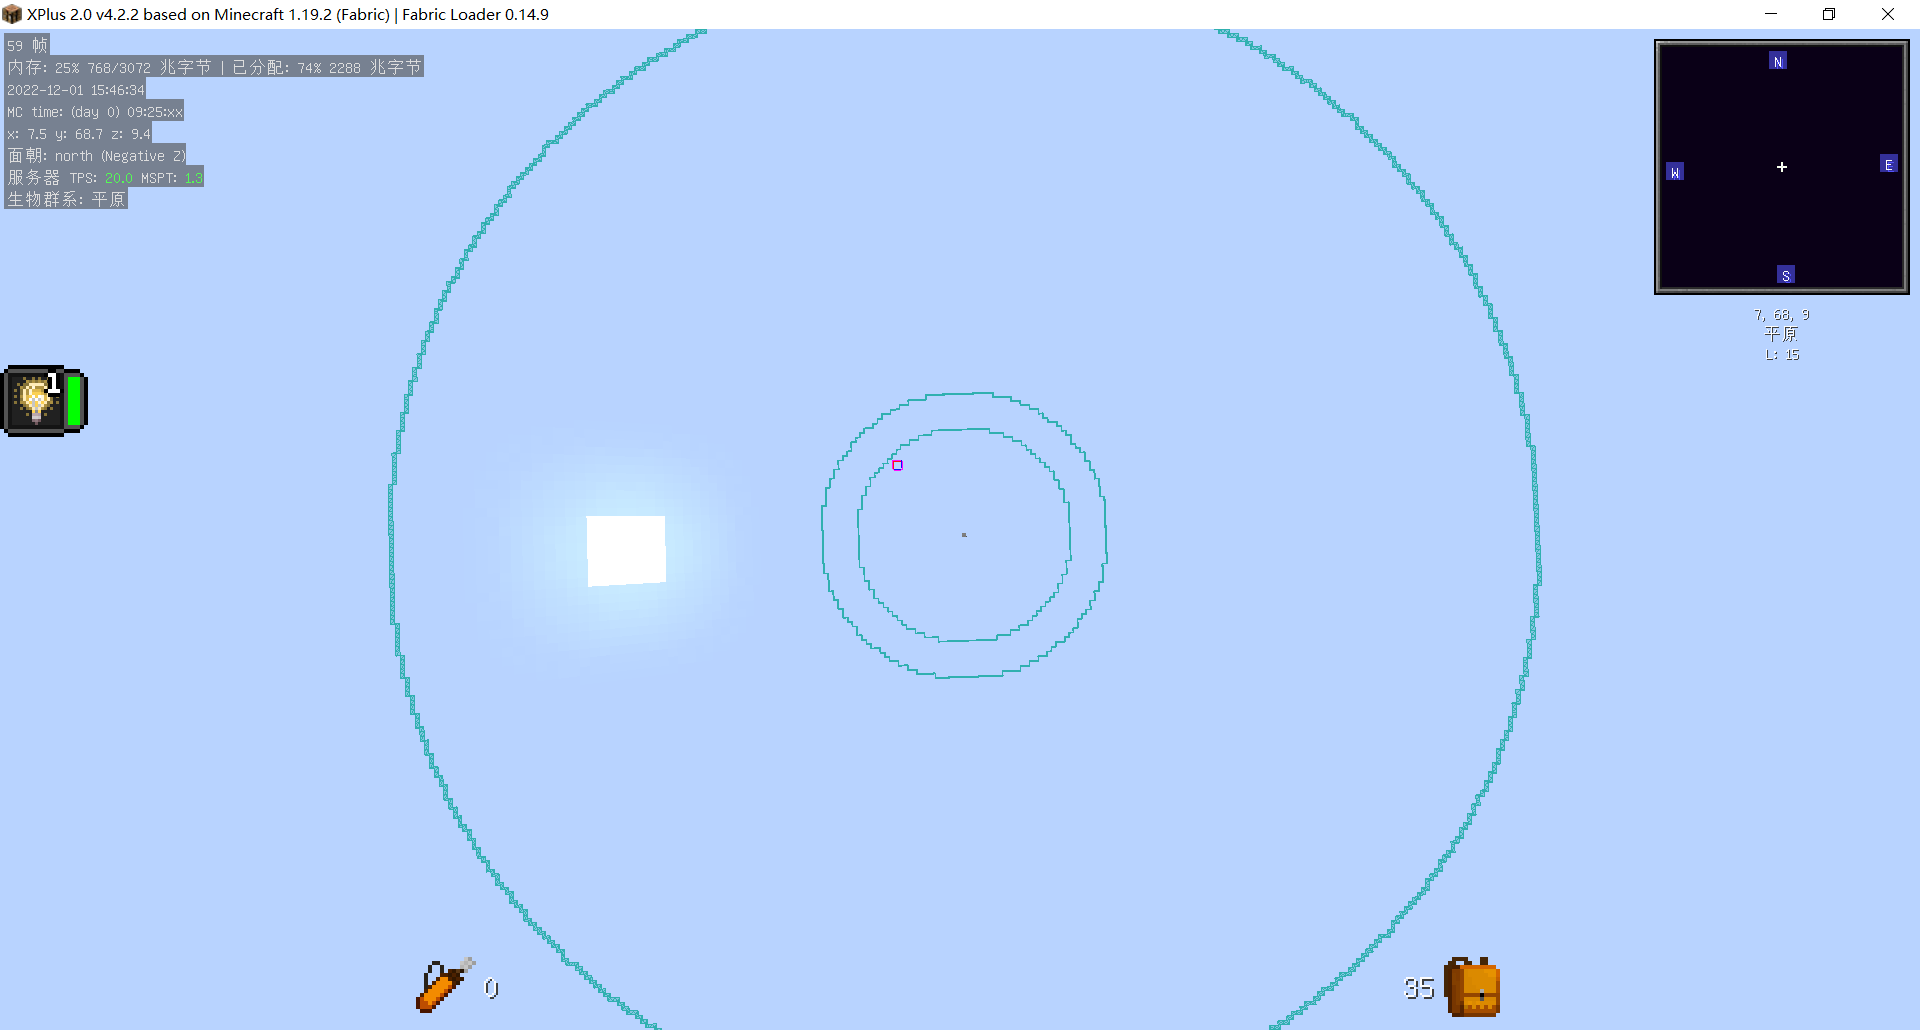 XPlus 2.0 v4.2.2 based on Minecraft 1.19.2 (Fabric) | Fabric Loader 0.14.9
59 帧
内存: 25% 768/3072 兆字节 | 已分配: 74% 2288 兆字节
2022-12-01 15:46:34
MC time: (day 0) 09:25:xx
x: 7.5 y: 68.7 z: 9.4
面朝: north (Negative Z)
服务器 TPS: 20.0 MSPT: 1.3
生物群系: 平原
N
W
E
S
7, 68, 9
平原
L: 15
1
0
35